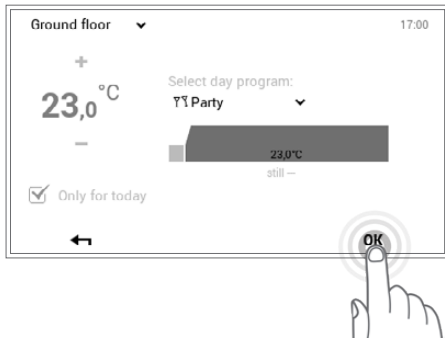 Ground floor
17:00
+
23,0°C
−
Select day program:
Party
23,0°C
still —
Only for today
OK